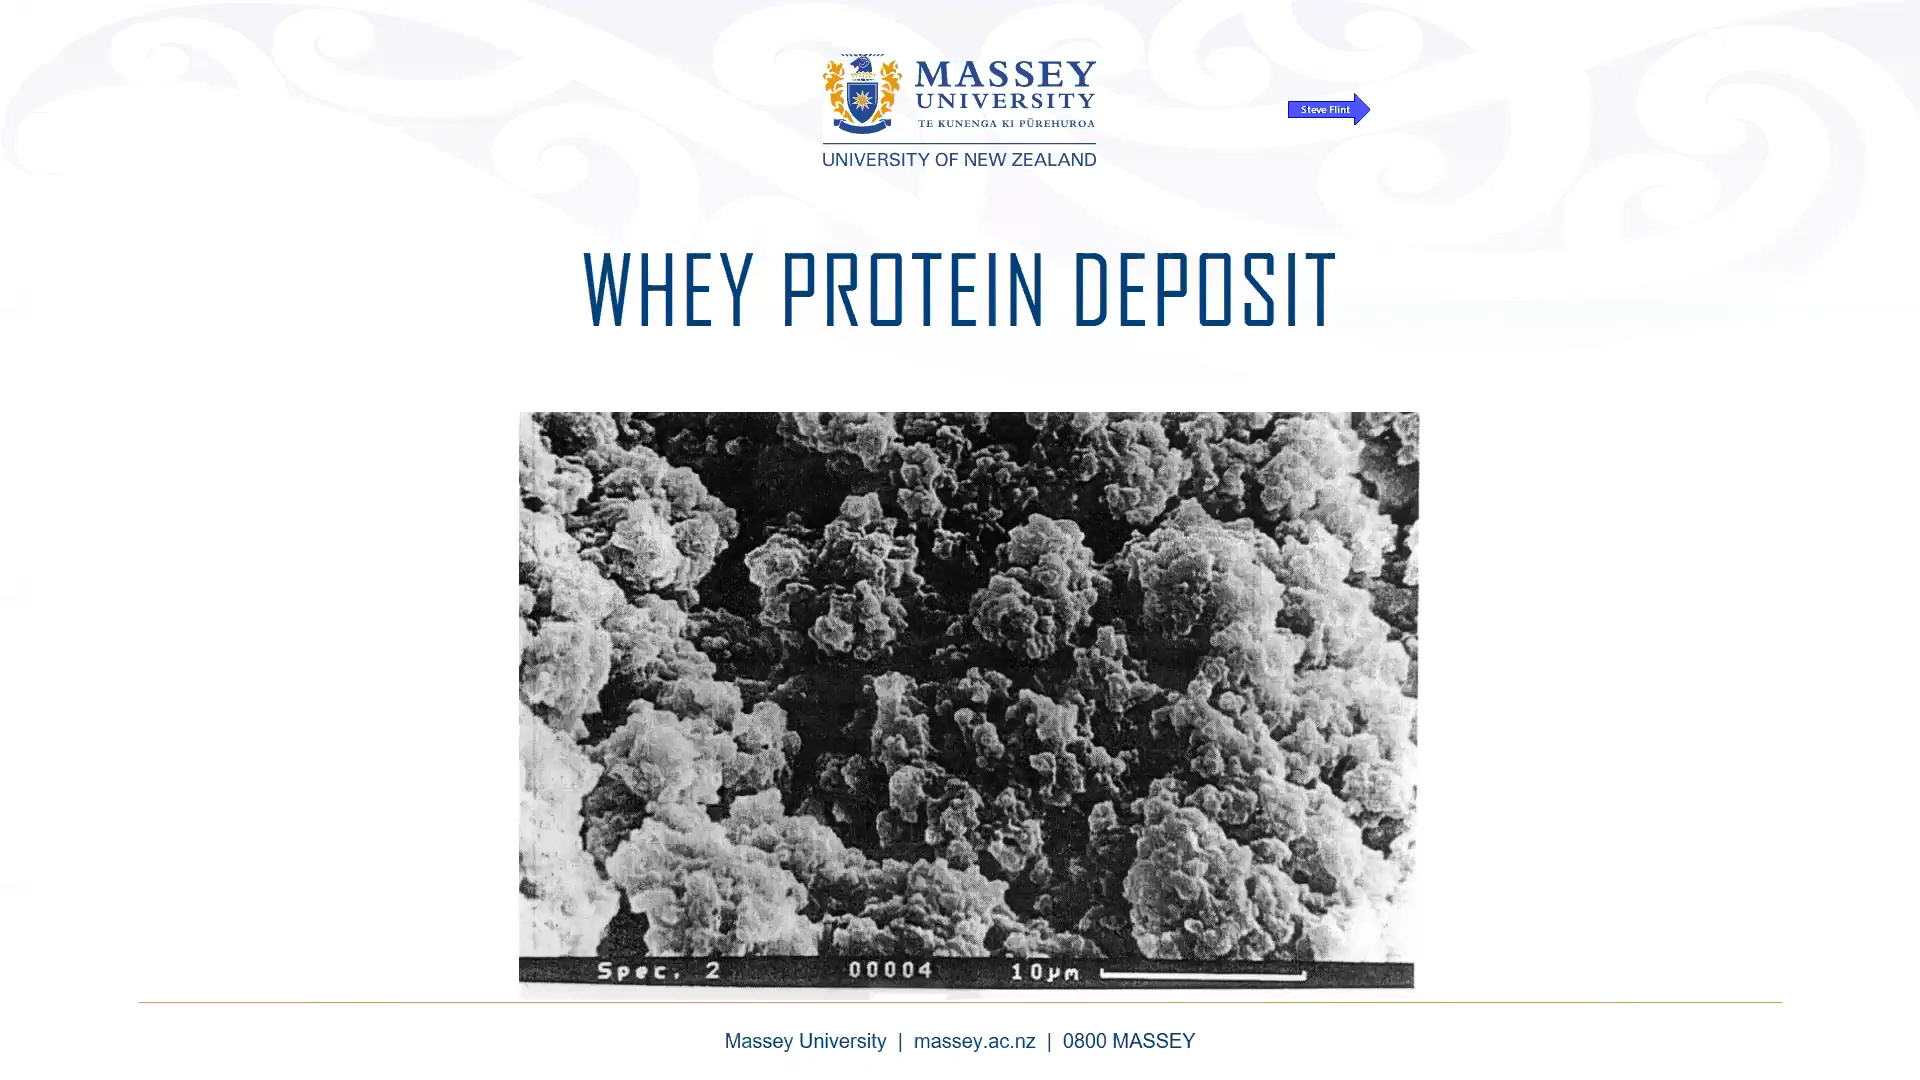 MASSEY
UNIVERSITY
TE KUNENGA KI PŪREHUROA
UNIVERSITY OF NEW ZEALAND
Steve Flint
WHEY PROTEIN DEPOSIT
Spec. 2 00004 10µm
Massey University | massey.ac.nz | 0800 MASSEY